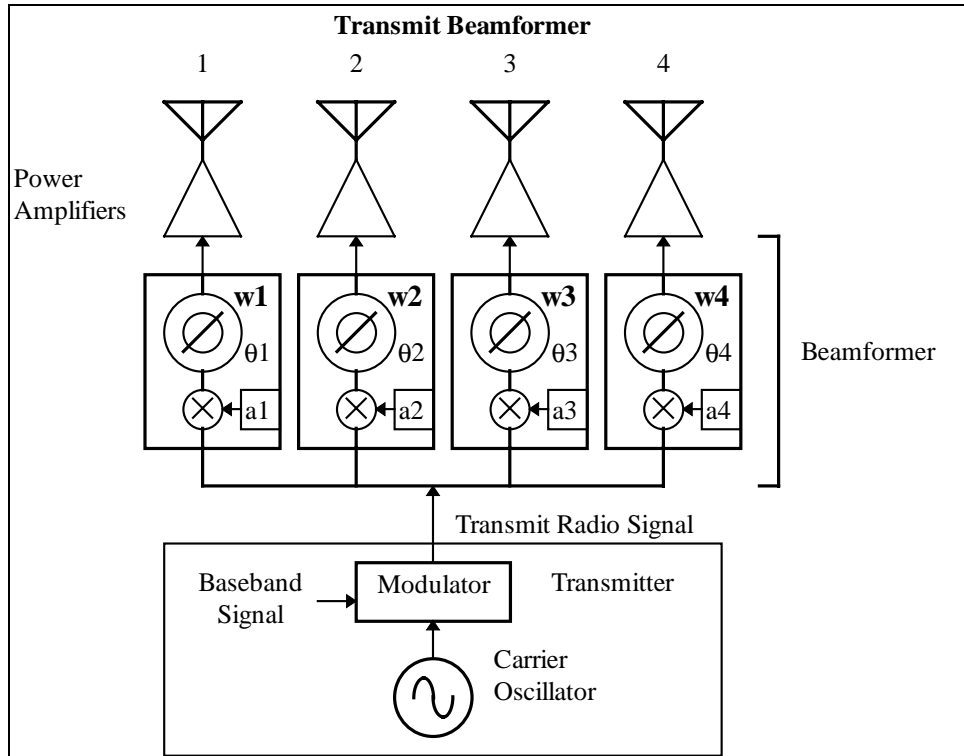 Transmit Beamformer
1 2 3 4
Power
Amplifiers
w1 w2 w3 w4
θ1 θ2 θ3 θ4
Beamformer
a1 a2 a3 a4
Transmit Radio Signal
Baseband
Signal
Modulator
Transmitter
Carrier
Oscillator